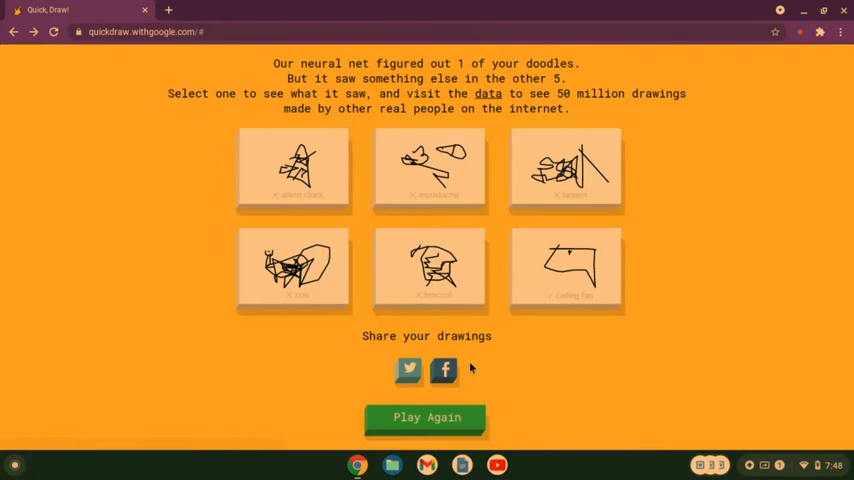 Quick, Draw!
quickdraw.withgoogle.com/#
Our neural net figured out 1 of your doodles.
But it saw something else in the other 5.
Select one to see what it saw, and visit the data to see 50 million drawings
made by other real people on the internet.
× alarm clock
× moustache
× lantern
× cow
× broccoli
✓ ceiling fan
Share your drawings
Play Again
7:48